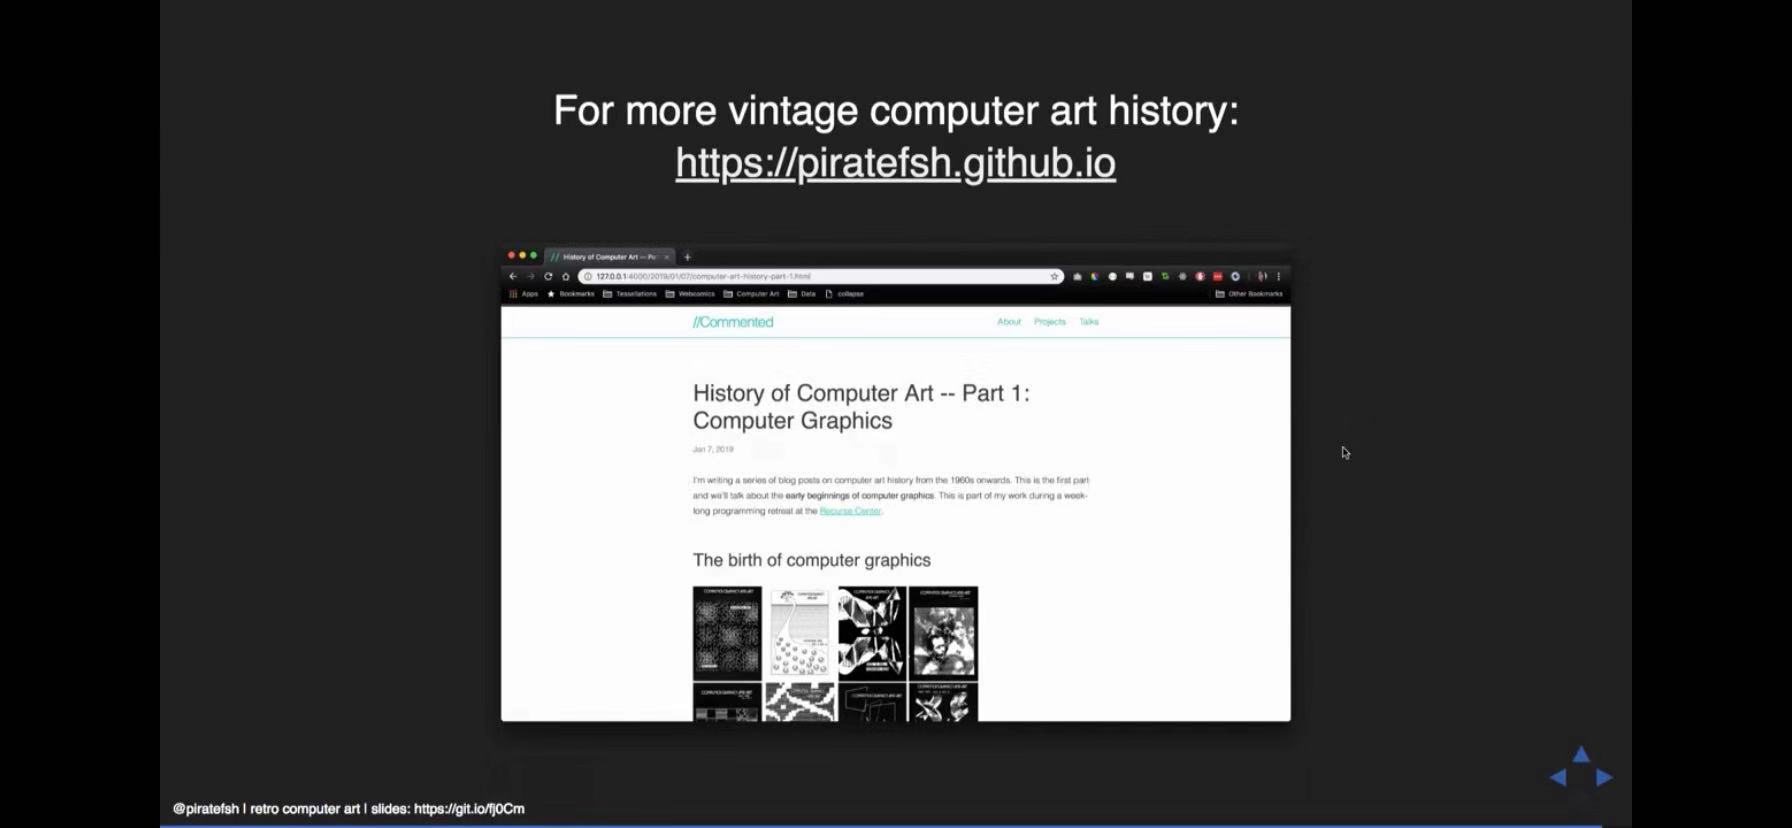 For more vintage computer art history:
https://piratefsh.github.io
// History of Computer Art — Pa
127.0.0.1:4000/2019/01/07/computer-art-history-part-1.html
Apps Bookmarks Tessellations Webcomics Computer Art Data collapse Other Bookmarks
//Commented About Projects Talks
History of Computer Art -- Part 1:
Computer Graphics
Jan 7, 2019
I'm writing a series of blog posts on computer art history from the 1960s onwards. This is the first part
and we'll talk about the early beginnings of computer graphics. This is part of my work during a week-
long programming retreat at the Recurse Center.
The birth of computer graphics
@piratefsh | retro computer art | slides: https://git.io/fj0Cm